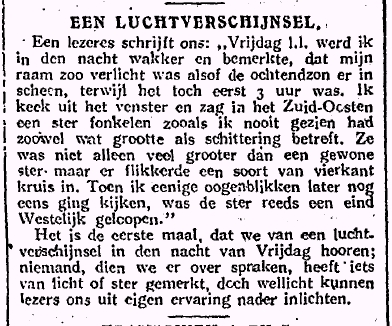 EEN LUCHTVERSCHIJNSEL.
Een lezeres schrijft ons: „Vrijdag l.l. werd ik
in den nacht wakker en bemerkte, dat mijn
raam zoo verlicht was alsof de ochtendzon er in
scheen, terwijl het toch eerst 3 uur was. Ik
keek uit het venster en zag in het Zuid-Oosten
een ster fonkelen zooals ik nooit gezien had
zoowel wat grootte als schittering betreft. Ze
was niet alleen veel grooter dan een gewone
ster maar er flikkerde een soort van vierkant
kruis in. Toen ik eenige oogenblikken later nog
eens ging kijken, was de ster reeds een eind
Westelijk geloopen.”
Het is de eerste maal, dat we van een lucht-
verschijnsel in den nacht van Vrijdag hooren;
niemand, dien we er over spraken, heeft iets
van licht of ster gemerkt, doch wellicht kunnen
lezers ons uit eigen ervaring nader inlichten.